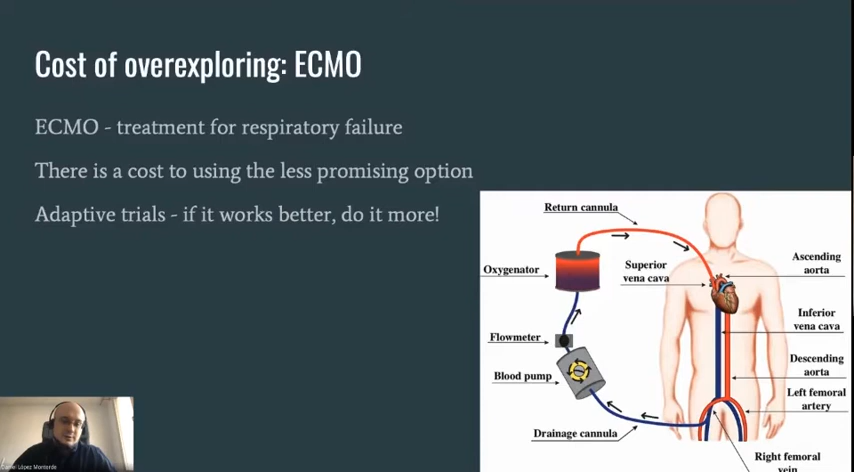 Cost of overexploring: ECMO
ECMO - treatment for respiratory failure
There is a cost to using the less promising option
Adaptive trials - if it works better, do it more!
Return cannula
Oxygenator
Superior
vena cava
Ascending
aorta
Flowmeter
Inferior
vena cava
Blood pump
Descending
aorta
Left femoral
artery
Drainage cannula
Right femoral
vein
Daniel López Monterde